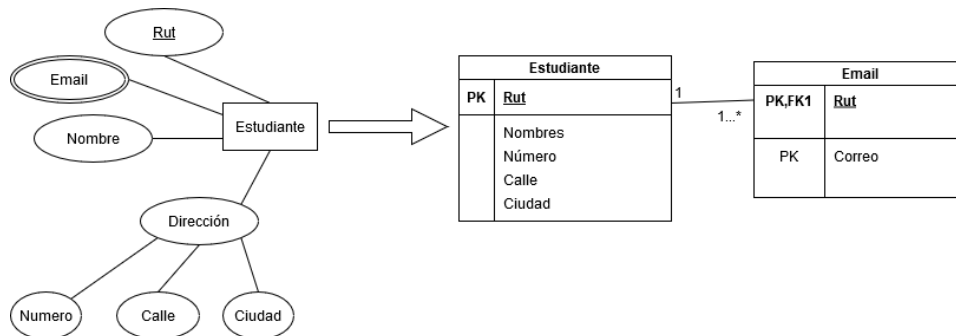 Rut
Email
Nombre
Estudiante
Dirección
Numero
Calle
Ciudad
Estudiante
PK Rut
Nombres
Número
Calle
Ciudad
1
1...*
Email
PK,FK1 Rut
PK Correo